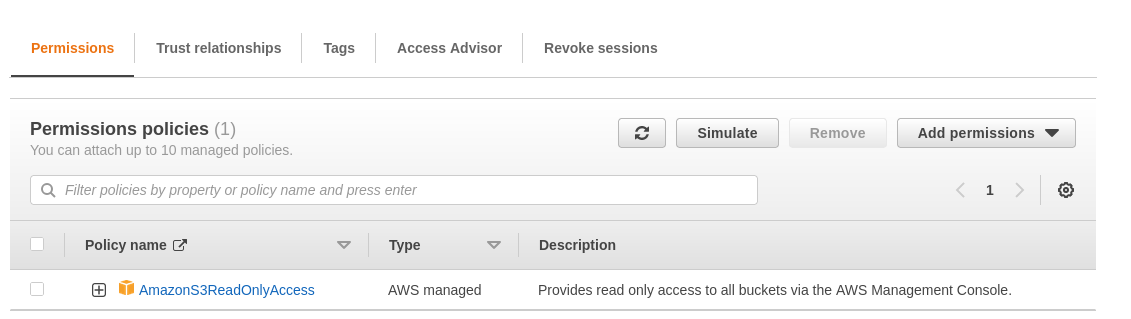 Permissions Trust relationships Tags Access Advisor Revoke sessions
Permissions policies (1)
You can attach up to 10 managed policies.
Simulate Remove Add permissions
Filter policies by property or policy name and press enter
1
Policy name Type Description
AmazonS3ReadOnlyAccess AWS managed Provides read only access to all buckets via the AWS Management Console.